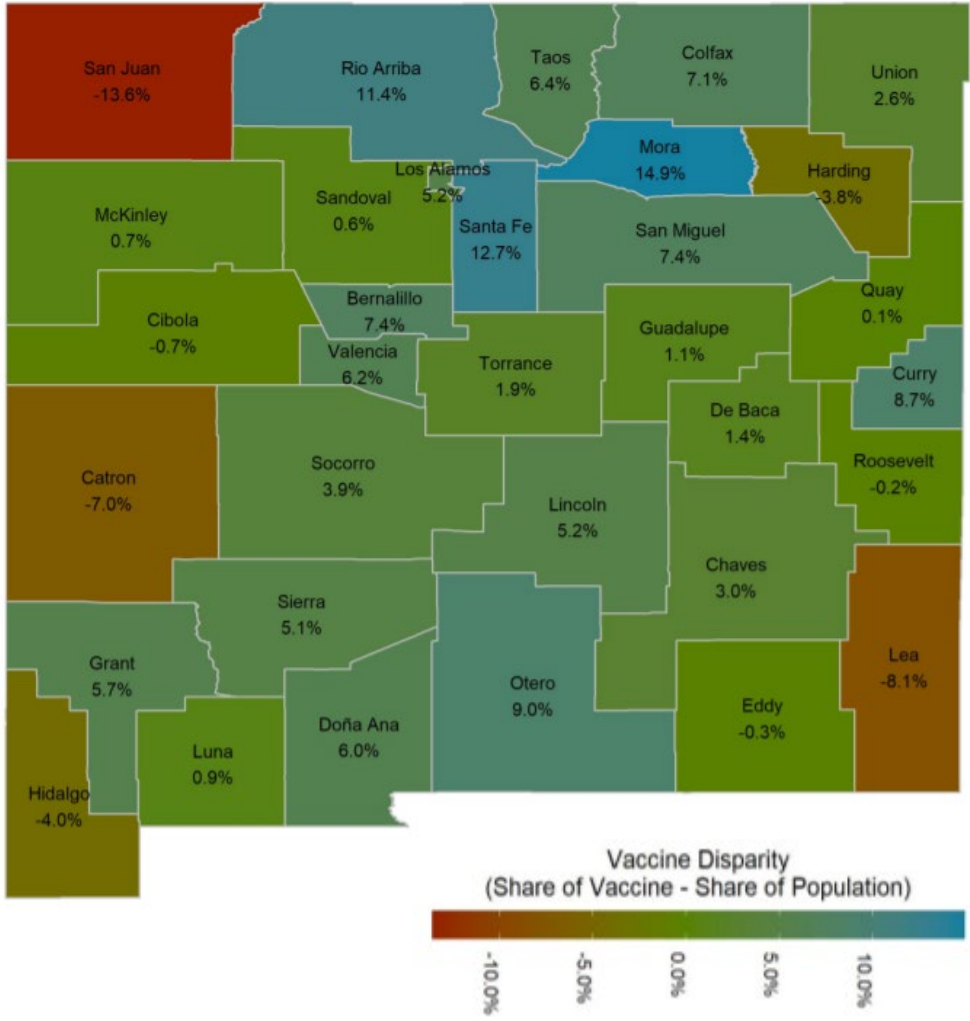 San Juan
-13.6%
Rio Arriba
11.4%
Taos
6.4%
Colfax
7.1%
Union
2.6%
Mora
14.9%
Harding
-3.8%
Los Alamos
5.2%
Sandoval
0.6%
McKinley
0.7%
Santa Fe
12.7%
San Miguel
7.4%
Quay
0.1%
Bernalillo
7.4%
Cibola
-0.7%
Valencia
6.2%
Torrance
1.9%
Guadalupe
1.1%
Curry
8.7%
De Baca
1.4%
Catron
-7.0%
Socorro
3.9%
Roosevelt
-0.2%
Lincoln
5.2%
Chaves
3.0%
Sierra
5.1%
Grant
5.7%
Lea
-8.1%
Otero
9.0%
Eddy
-0.3%
Doña Ana
6.0%
Luna
0.9%
Hidalgo
-4.0%
Vaccine Disparity
(Share of Vaccine - Share of Population)
-10.0%
-5.0%
0.0%
5.0%
10.0%